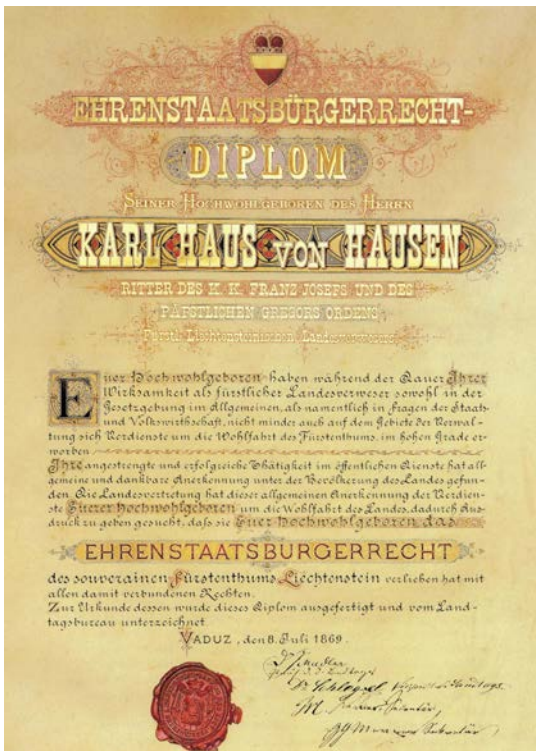 EHRENSTAATSBÜRGERRECHT-
DIPLOM
SEINER HOCHWOHLGEBOREN DES HERRN
KARL HAUS VON HAUSEN
RITTER DES K. K. FRANZ JOSEFS UND DES
PÄPSTLICHEN GREGORS ORDENS
Fürstl. Liechtensteinischen Landesverweser
Euer Hochwohlgeboren haben während der Dauer Ihrer
Wirksamkeit als fürstlicher Landesverweser sowohl in der
Gesetzgebung im Allgemeinen, als namentlich in Fragen der Staats-
und Volkswirthschaft, nicht minder auch auf dem Gebiete der Verwal-
tung sich Verdienste um die Wohlfahrt des Fürstenthums, im hohen Grade er-
worben
Ihre angestrengte und erfolgreiche Thätigkeit im öffentlichen Dienste hat all-
gemeine und dankbare Anerkennung unter der Bevölkerung des Landes gefun-
den. Die Landesvertretung hat dieser allgemeinen Anerkennung der Verdien-
ste Euerer Hochwohlgeboren um die Wohlfahrt des Landes, dadurch Aus-
druck zu geben gesucht, dass sie Euer Hochwohlgeboren das
EHRENSTAATSBURGERRECHT
des souverainen Fürstenthums Liechtenstein verliehen hat mit
allen damit verbundenen Rechten.
Zur Urkunde dessen wurde dieses Diplom ausgefertigt und vom Land-
tagsbureau unterzeichnet.
VADUZ, den 8. Juli 1869.
Dr Schlegel